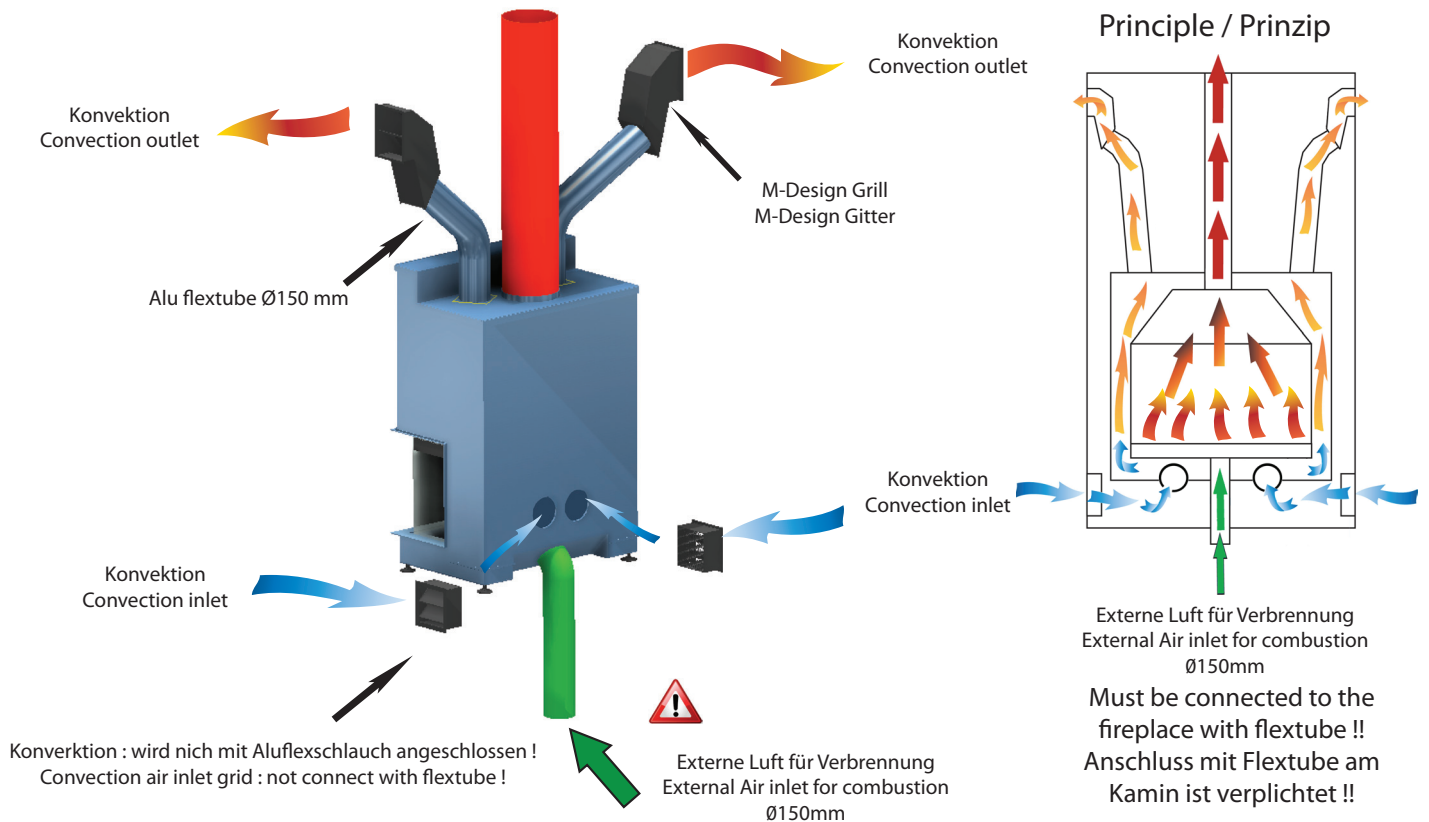 Principle / Prinzip
Konvektion
Convection outlet
Konvektion
Convection outlet
M-Design Grill
M-Design Gitter
Alu flextube Ø150 mm
Konvektion
Convection inlet
Konvektion
Convection inlet
Konverktion : wird nich mit Aluflexschlauch angeschlossen !
Convection air inlet grid : not connect with flextube !
Externe Luft für Verbrennung
External Air inlet for combustion
Ø150mm
Externe Luft für Verbrennung
External Air inlet for combustion
Ø150mm
Must be connected to the
fireplace with flextube !!
Anschluss mit Flextube am
Kamin ist verplichtet !!